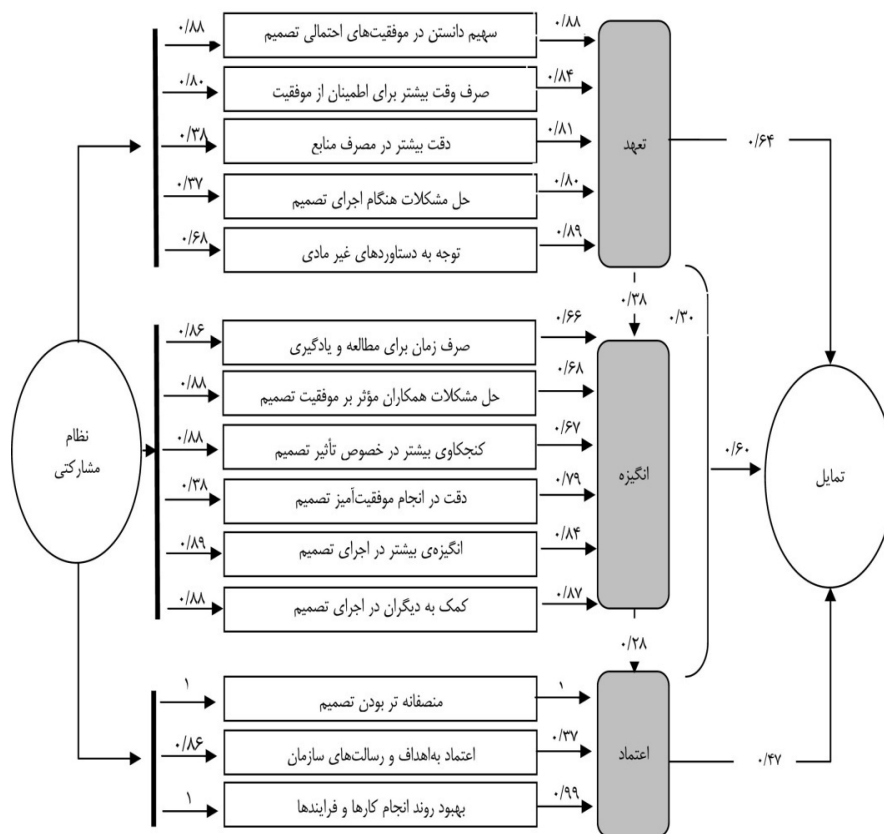 ۰/۸۸ سهیم دانستن در موفقیت‌های احتمالی تصمیم ۰/۸۸
۰/۸۰ صرف وقت بیشتر برای اطمینان از موفقیت ۰/۸۴
۰/۳۸ دقت بیشتر در مصرف منابع ۰/۸۱
تعهد
۰/۶۴
۰/۳۷ حل مشکلات هنگام اجرای تصمیم ۰/۸۰
۰/۶۸ توجه به دستاوردهای غیر مادی ۰/۸۹
۰/۳۸
۰/۳۰
۰/۸۶ صرف زمان برای مطالعه و یادگیری ۰/۶۶
۰/۸۸ حل مشکلات همکاران مؤثر بر موفقیت تصمیم ۰/۶۸
نظام
مشارکتی
۰/۸۸ کنجکاوی بیشتر در خصوص تأثیر تصمیم ۰/۶۷
۰/۶۰
انگیزه
تمایل
۰/۳۸ دقت در انجام موفقیت‌آمیز تصمیم ۰/۷۹
۰/۸۹ انگیزه‌ی بیشتر در اجرای تصمیم ۰/۸۴
۰/۸۸ کمک به دیگران در اجرای تصمیم ۰/۸۷
۰/۲۸
۱ منصفانه تر بودن تصمیم ۱
۰/۸۶ اعتماد به‌اهداف و رسالت‌های سازمان ۰/۳۷
اعتماد
۰/۴۷
۱ بهبود روند انجام کارها و فرایندها ۰/۹۹